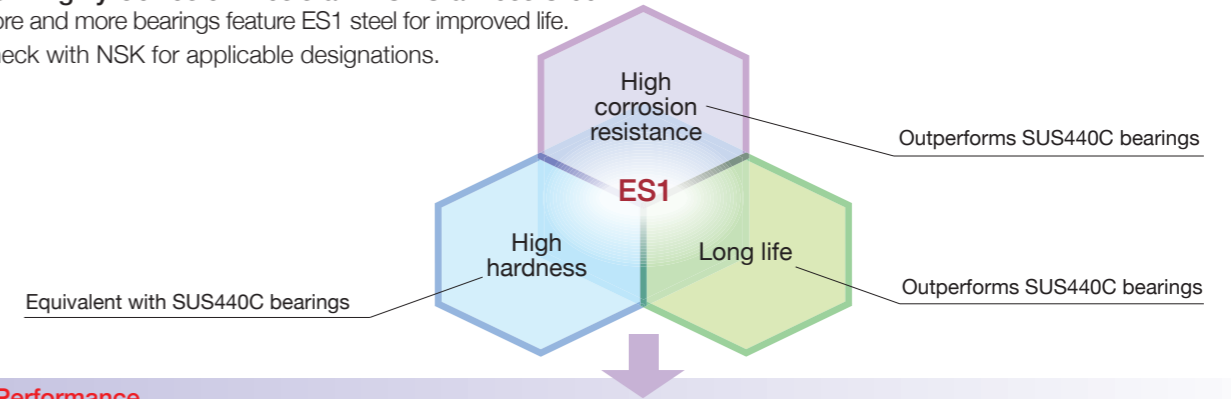 ore and more bearings feature ES1 steel for improved life.
heck with NSK for applicable designations.
High
corrosion
resistance
Outperforms SUS440C bearings
ES1
High
hardness
Long life
Equivalent with SUS440C bearings
Outperforms SUS440C bearings
Performance